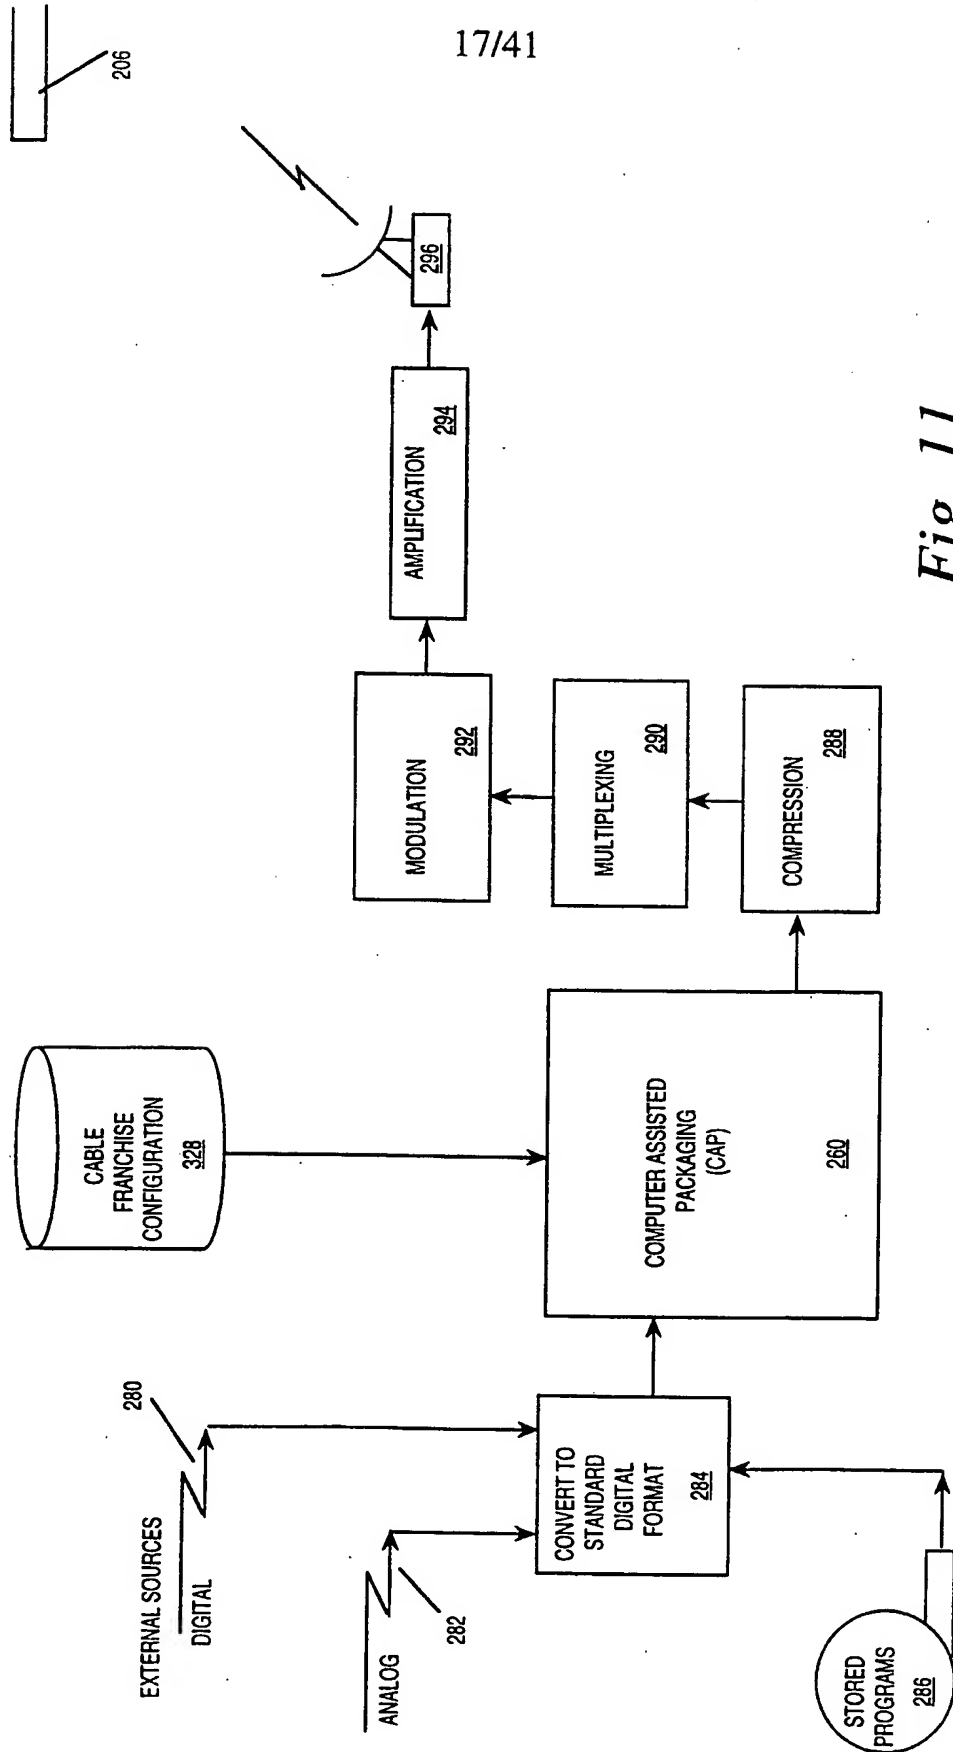 17/41
206
EXTERNAL SOURCES
DIGITAL
280
ANALOG
282
CONVERT TO
STANDARD
DIGITAL
FORMAT
284
STORED
PROGRAMS
286
CABLE
FRANCHISE
CONFIGURATION
328
COMPUTER ASSISTED
PACKAGING
(CAP)
260
COMPRESSION
288
MULTIPLEXING
290
MODULATION
292
AMPLIFICATION
294
296
Fig. 11